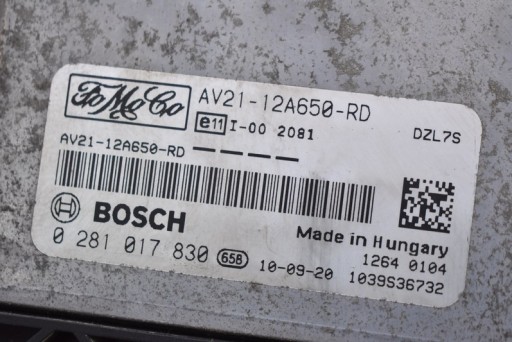 FoMoCo
AV21-12A650-RD
e11 I-00 2081
DZL7S
AV21-12A650-RD
BOSCH
Made in Hungary
0 281 017 830 658
10-09-20
1264 0104
1039S36732